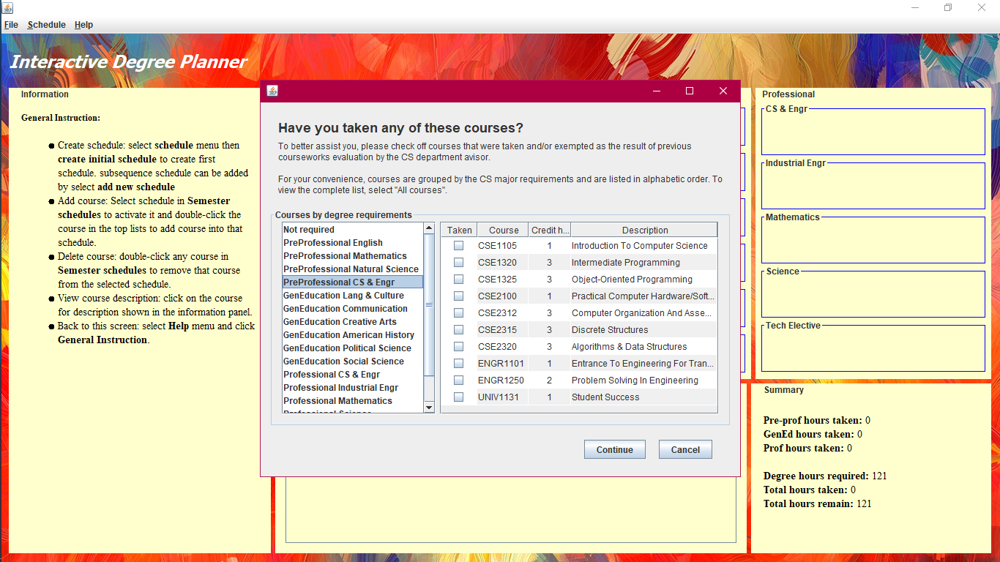 File Schedule Help
Interactive Degree Planner
Information
General Instruction:
Create schedule: select schedule menu then
create initial schedule to create first
schedule. subsequence schedule can be added
by select add new schedule
Add course: Select schedule in Semester
schedules to activate it and double-click the
course in the top lists to add course into that
schedule.
Delete course: double-click any course in
Semester schedules to remove that course
from the selected schedule.
View course description: click on the course
for description shown in the information panel.
Back to this screen: select Help menu and click
General Instruction.
Have you taken any of these courses?
To better assist you, please check off courses that were taken and/or exempted as the result of previous
courseworks evaluation by the CS department avisor.
For your convenience, courses are grouped by the CS major requirements and are listed in alphabetic order. To
view the complete list, select "All courses".
Courses by degree requirements
Not required
PreProfessional English
PreProfessional Mathematics
PreProfessional Natural Science
PreProfessional CS & Engr
GenEducation Lang & Culture
GenEducation Communication
GenEducation Creative Arts
GenEducation American History
GenEducation Political Science
GenEducation Social Science
Professional CS & Engr
Professional Industrial Engr
Professional Mathematics
Professional Science
Taken Course Credit h... Description
CSE1105 1 Introduction To Computer Science
CSE1320 3 Intermediate Programming
CSE1325 3 Object-Oriented Programming
CSE2100 1 Practical Computer Hardware/Soft...
CSE2312 3 Computer Organization And Asse...
CSE2315 3 Discrete Structures
CSE2320 3 Algorithms & Data Structures
ENGR1101 1 Entrance To Engineering For Tran...
ENGR1250 2 Problem Solving In Engineering
UNIV1131 1 Student Success
Continue Cancel
Professional
CS & Engr
Industrial Engr
Mathematics
Science
Tech Elective
Summary
Pre-prof hours taken: 0
GenEd hours taken: 0
Prof hours taken: 0
Degree hours required: 121
Total hours taken: 0
Total hours remain: 121